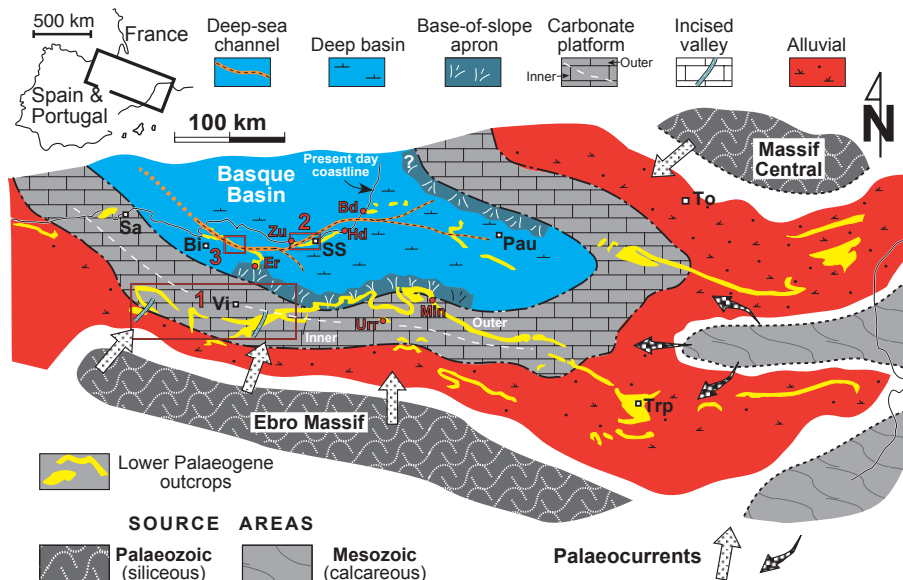 500 km
France
Spain &
Portugal
Deep-sea
channel
Deep basin
Base-of-slope
apron
Carbonate
platform
Outer
Inner
Incised
valley
Alluvial
100 km
N
Massif
Central
Present day
coastline
?
Basque
Basin
Bd
To
Sa
Zu
2
Hd
Bi
SS
Pau
3
Er
1
Vi
Min
Urr
Outer
Inner
Trp
Ebro Massif
Lower Palaeogene
outcrops
SOURCE AREAS
Palaeozoic
(siliceous)
Mesozoic
(calcareous)
Palaeocurrents